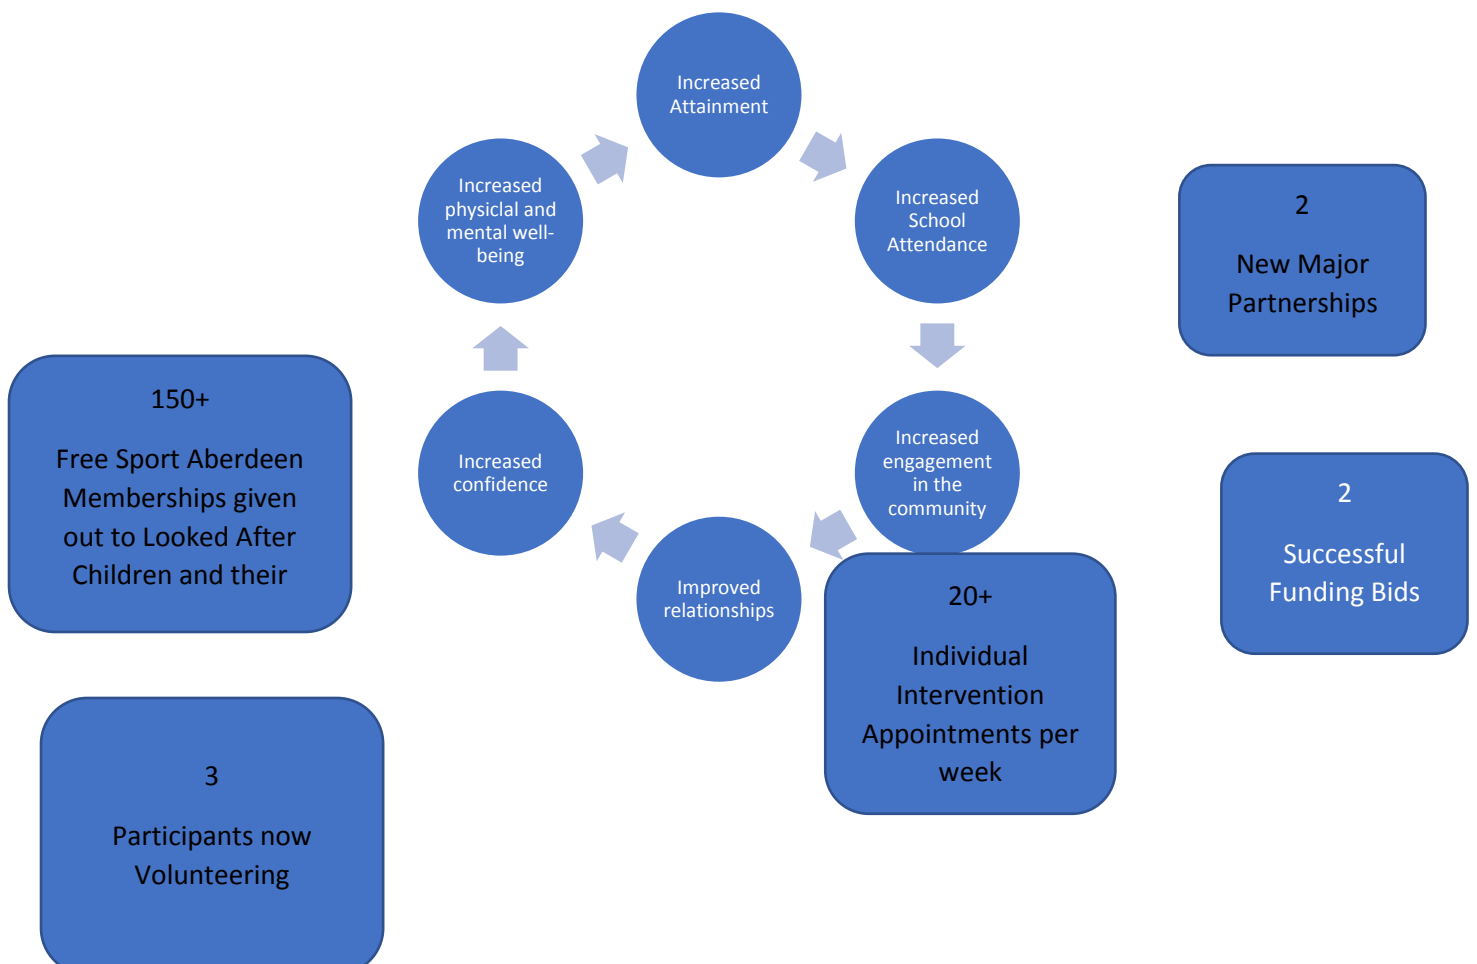 Increased
Attainment
Increased
School
Attendance
Increased
engagement
in the
community
Improved
relationships
Increased
confidence
Increased
physiclal and
mental well-
being
2
New Major
Partnerships
2
Successful
Funding Bids
150+
Free Sport Aberdeen
Memberships given
out to Looked After
Children and their
20+
Individual
Intervention
Appointments per
week
3
Participants now
Volunteering